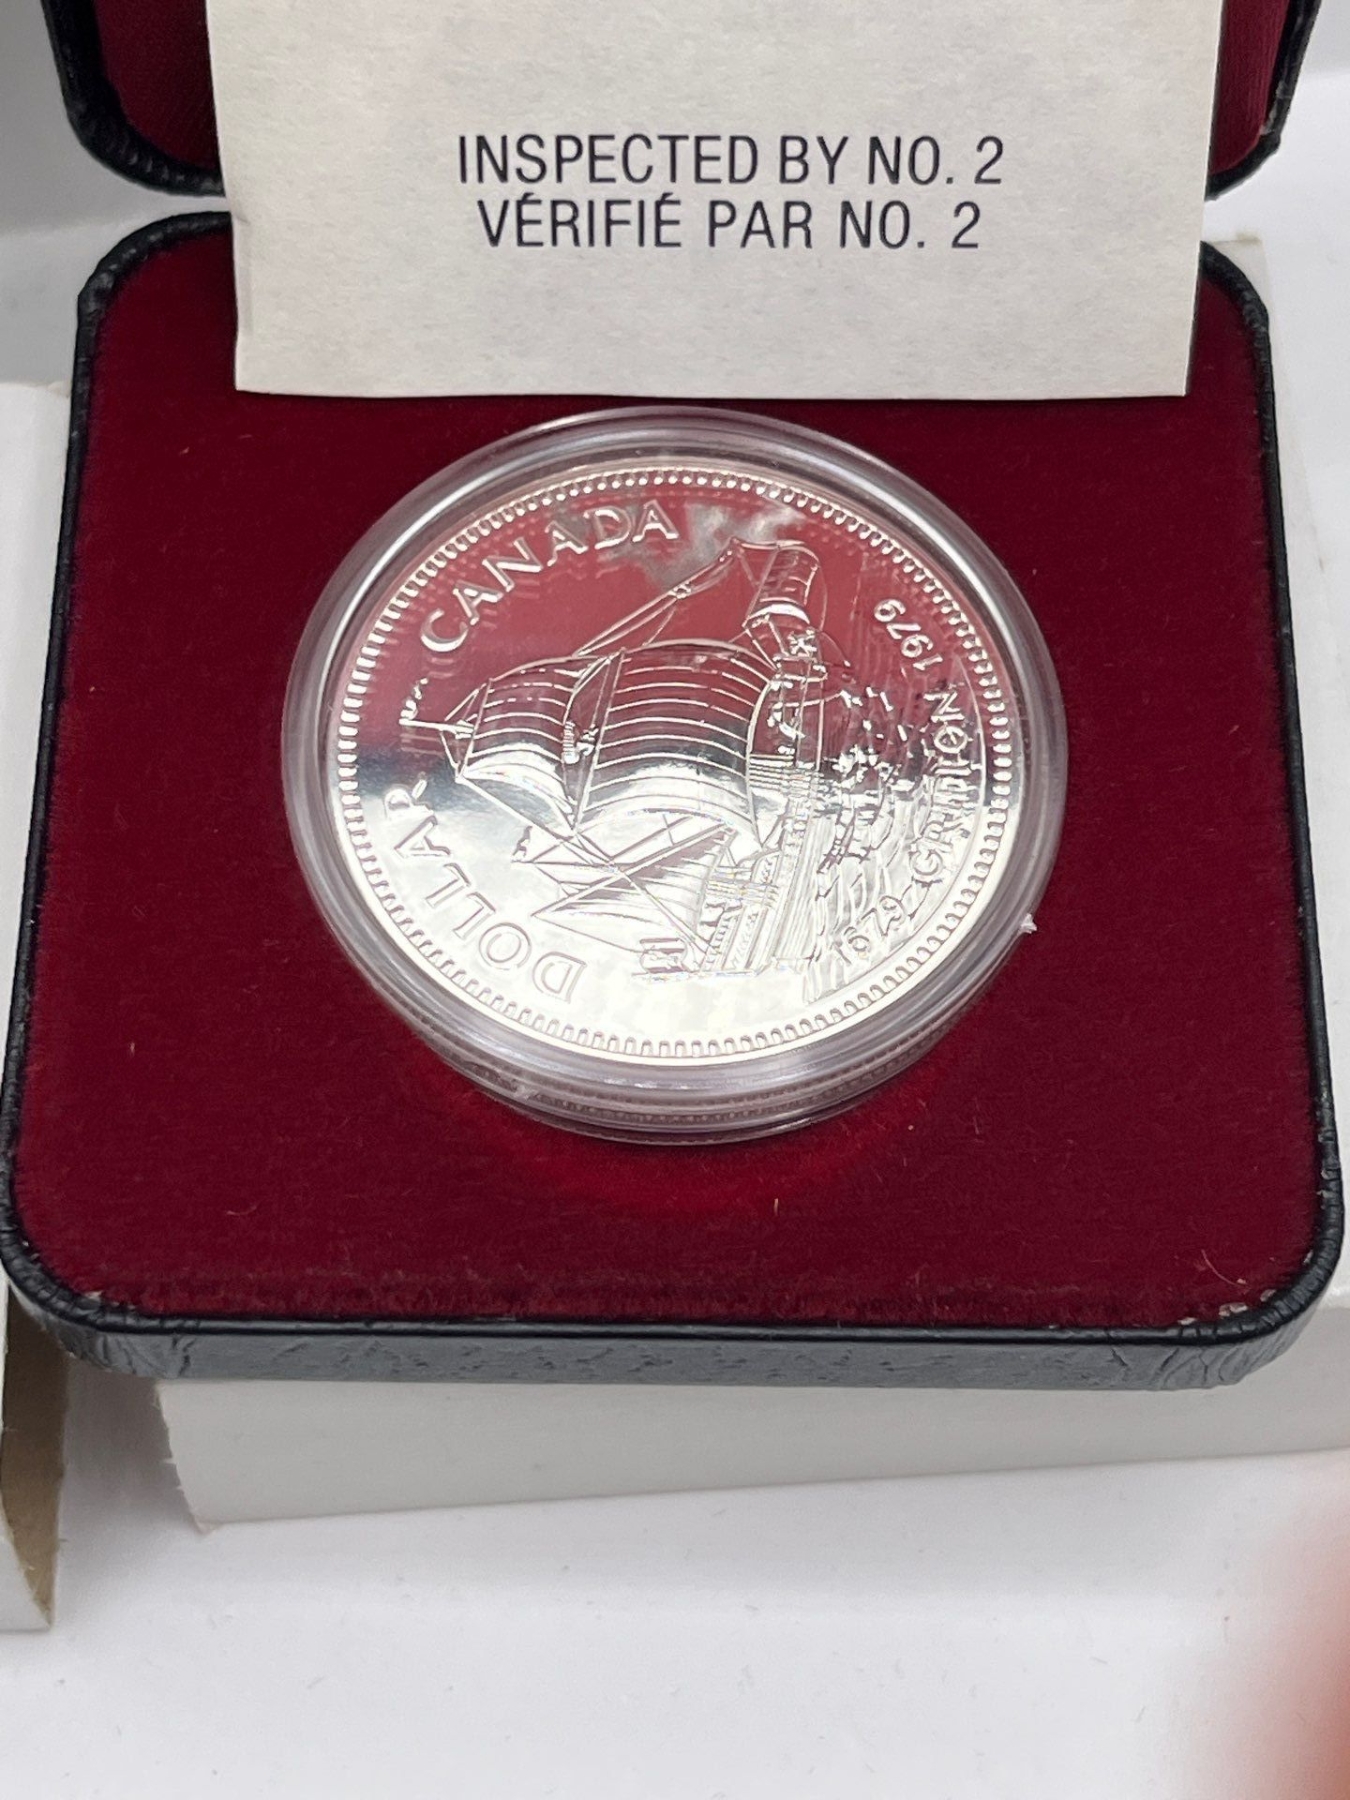 INSPECTED BY NO. 2
VÉRIFIÉ PAR NO. 2
CANADA
DOLLAR
1679 GRIFFON 1979